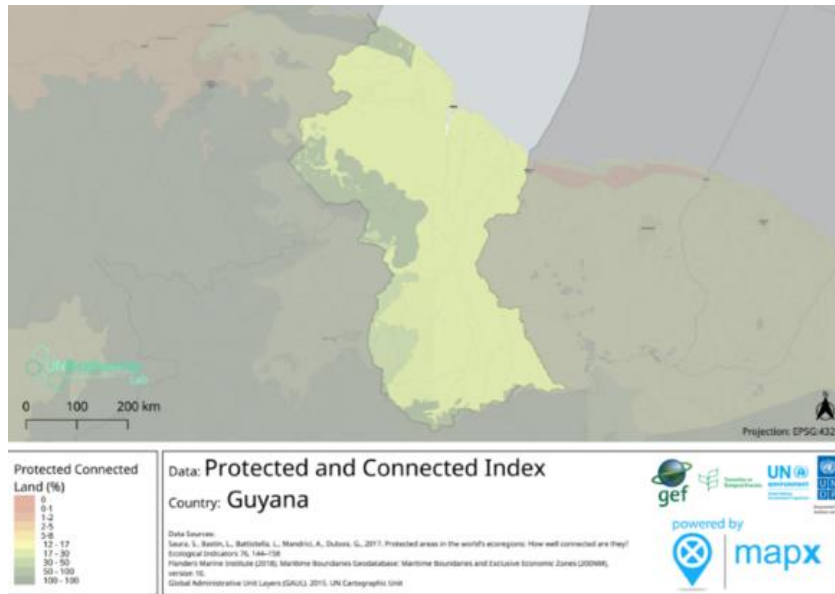 0 100 200 km
Projection: EPSG:432
Protected Connected
Land (%)
0
0-1
1-2
2-5
5-8
12 - 17
17 - 30
30 - 50
50 - 100
100 - 100
Data: Protected and Connected Index
Country: Guyana
Data Sources:
Saura, S., Bastin, L., Battistella, L., Mandrici, A., Dubois, G., 2017. Protected areas in the world's ecoregions: How well connected are they?
Ecological Indicators 76, 144–158
Flanders Marine Institute (2018). Maritime Boundaries Geodatabase: Maritime Boundaries and Exclusive Economic Zones (200NM),
version 10.
Global Administrative Unit Layers (GAUL). 2015. UN Cartographic Unit
gef
UN
environment
powered by
mapx